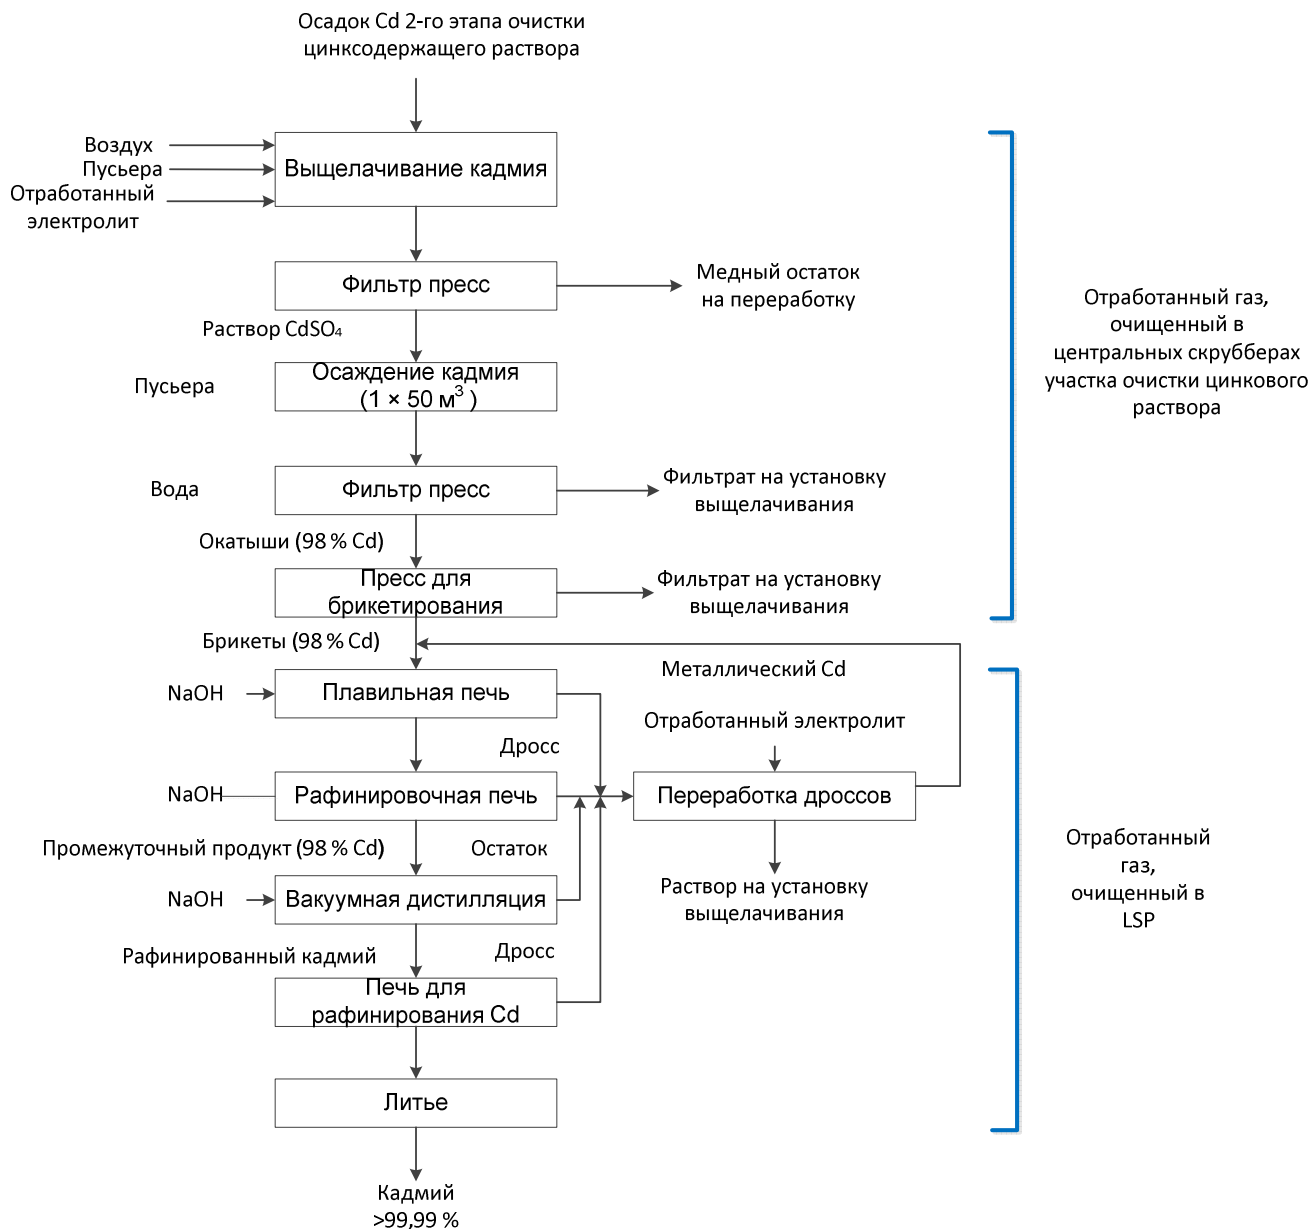 Осадок Cd 2-го этапа очистки
цинксодержащего раствора
Воздух
Пусьера
Отработанный
электролит
Выщелачивание кадмия
Фильтр пресс
Медный остаток
на переработку
Раствор CdSO₄
Пусьера
Осаждение кадмия
(1 × 50 м³ )
Вода
Фильтр пресс
Фильтрат на установку
выщелачивания
Окатыши (98 % Cd)
Пресс для
брикетирования
Фильтрат на установку
выщелачивания
Отработанный газ,
очищенный в
центральных скрубберах
участка очистки цинкового
раствора
Брикеты (98 % Cd)
Металлический Cd
NaOH
Плавильная печь
Отработанный электролит
Дросс
NaOH
Рафинировочная печь
Переработка дроссов
Промежуточный продукт (98 % Cd)
Остаток
NaOH
Вакуумная дистилляция
Раствор на установку
выщелачивания
Рафинированный кадмий
Дросс
Печь для
рафинирования Cd
Литье
Кадмий
>99,99 %
Отработанный
газ,
очищенный в
LSP